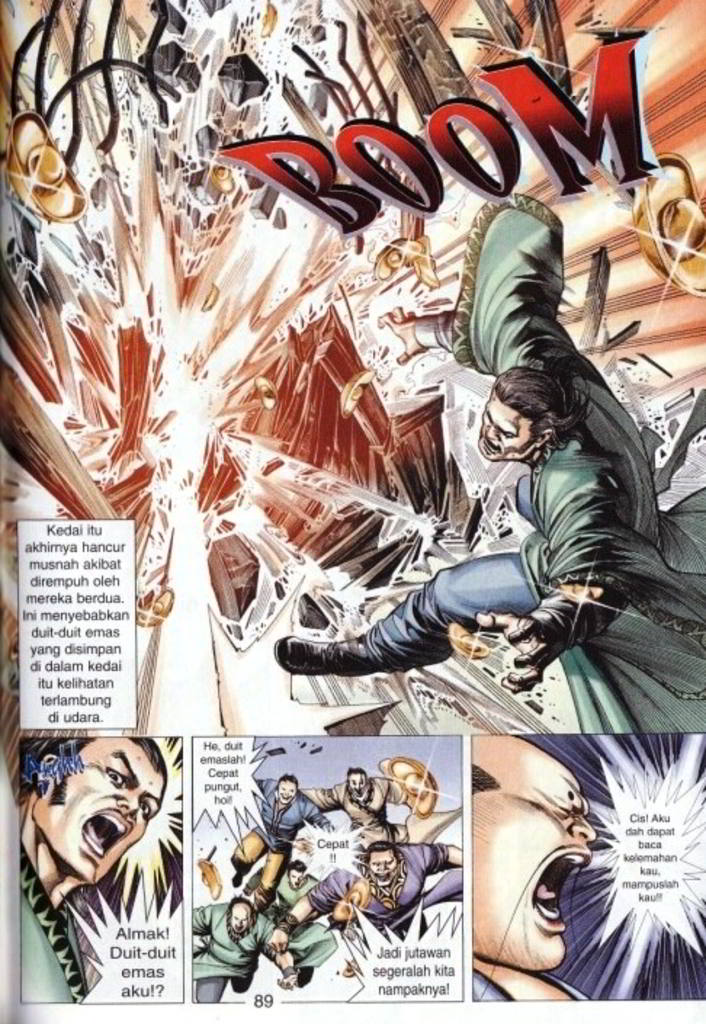 BOOM
Kedai itu
akhirnya hancur
musnah akibat
dirempuh oleh
mereka berdua.
Ini menyebabkan
duit-duit emas
yang disimpan
di dalam kedai
itu kelihatan
terlambung
di udara.
Almak!
Duit-duit
emas
aku!?
He, duit
emaslah!
Cepat
pungut,
hoi!
Cepat
!!
Jadi jutawan
segeralah kita
nampaknya!
Cis! Aku
dah dapat
baca
kelemahan
kau,
mampuslah
kau!!
89